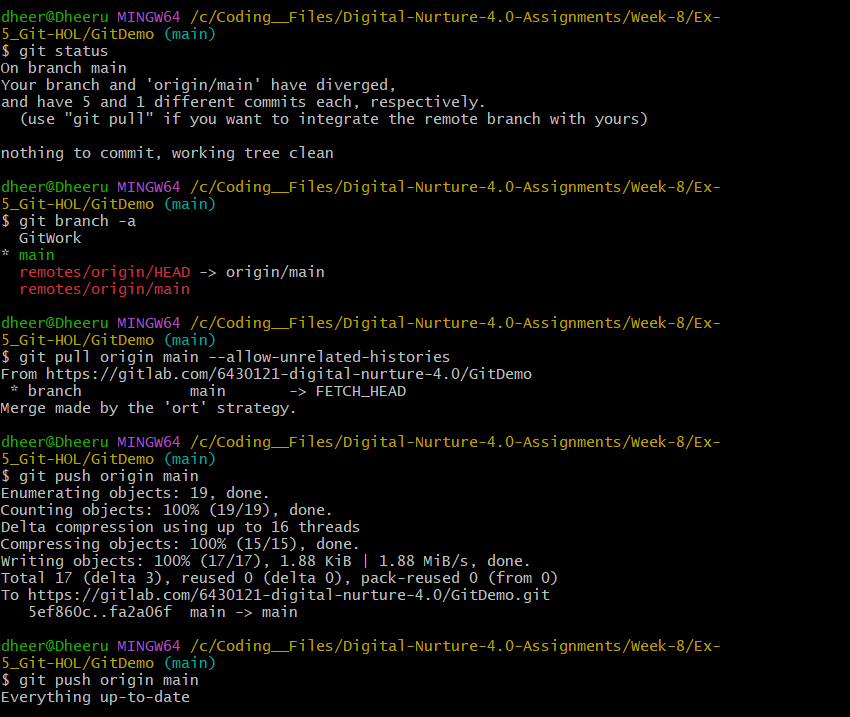 dheer@Dheeru MINGW64 /c/Coding__Files/Digital-Nurture-4.0-Assignments/Week-8/Ex-
5_Git-HOL/GitDemo (main)
$ git status
On branch main
Your branch and 'origin/main' have diverged,
and have 5 and 1 different commits each, respectively.
  (use "git pull" if you want to integrate the remote branch with yours)

nothing to commit, working tree clean

dheer@Dheeru MINGW64 /c/Coding__Files/Digital-Nurture-4.0-Assignments/Week-8/Ex-
5_Git-HOL/GitDemo (main)
$ git branch -a
  GitWork
* main
  remotes/origin/HEAD -> origin/main
  remotes/origin/main

dheer@Dheeru MINGW64 /c/Coding__Files/Digital-Nurture-4.0-Assignments/Week-8/Ex-
5_Git-HOL/GitDemo (main)
$ git pull origin main --allow-unrelated-histories
From https://gitlab.com/6430121-digital-nurture-4.0/GitDemo
 * branch            main       -> FETCH_HEAD
Merge made by the 'ort' strategy.

dheer@Dheeru MINGW64 /c/Coding__Files/Digital-Nurture-4.0-Assignments/Week-8/Ex-
5_Git-HOL/GitDemo (main)
$ git push origin main
Enumerating objects: 19, done.
Counting objects: 100% (19/19), done.
Delta compression using up to 16 threads
Compressing objects: 100% (15/15), done.
Writing objects: 100% (17/17), 1.88 KiB | 1.88 MiB/s, done.
Total 17 (delta 3), reused 0 (delta 0), pack-reused 0 (from 0)
To https://gitlab.com/6430121-digital-nurture-4.0/GitDemo.git
   5ef860c..fa2a06f  main -> main

dheer@Dheeru MINGW64 /c/Coding__Files/Digital-Nurture-4.0-Assignments/Week-8/Ex-
5_Git-HOL/GitDemo (main)
$ git push origin main
Everything up-to-date